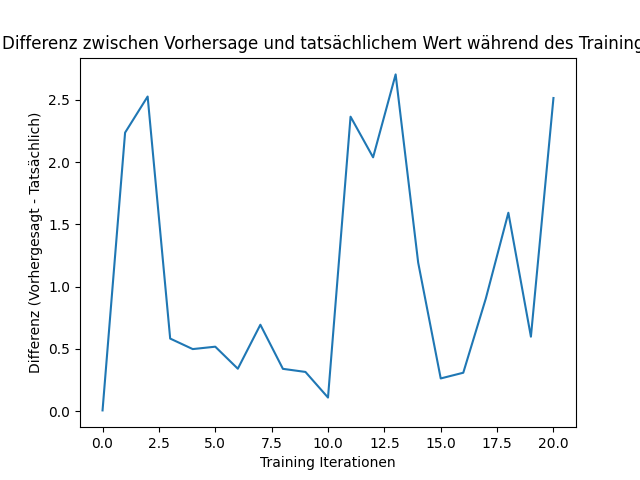 Differenz zwischen Vorhersage und tatsächlichem Wert während des Training
2.5
2.0
1.5
1.0
0.5
0.0
Differenz (Vorhergesagt - Tatsächlich)
0.0 2.5 5.0 7.5 10.0 12.5 15.0 17.5 20.0
Training Iterationen